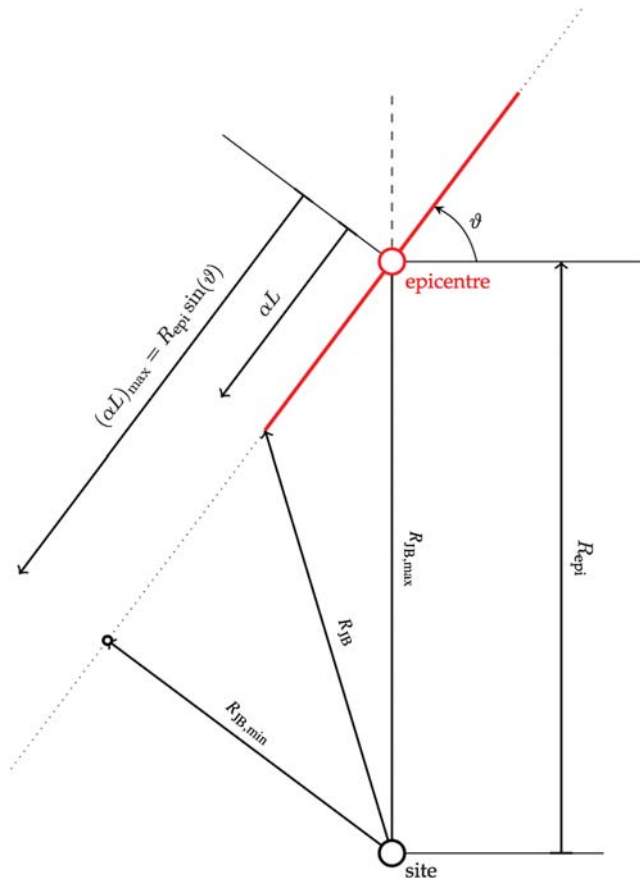 ϑ
epicentre
αL
(αL)max = Repi sin(ϑ)
RJB,max
Repi
RJB
RJB,min
site